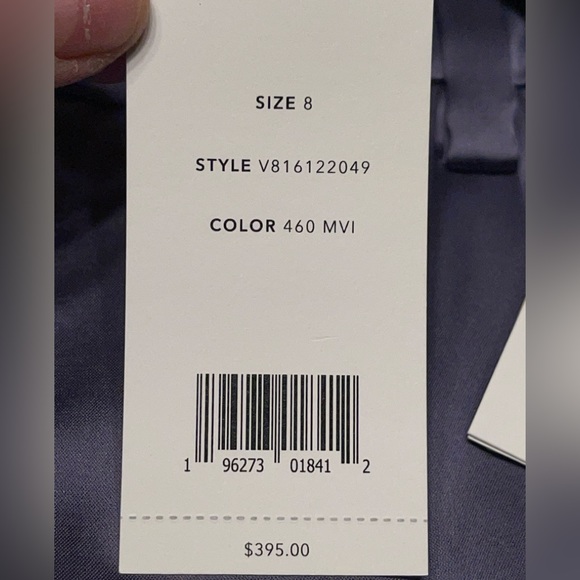 SIZE 8
STYLE V816122049
COLOR 460 MVI
1 96273 01841 2
$395.00